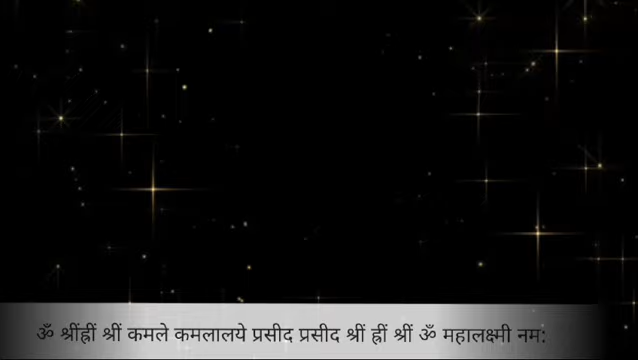 ॐ श्रींह्रीं श्रीं कमले कमलालये प्रसीद प्रसीद श्रीं ह्रीं श्रीं ॐ महालक्ष्मी नम: